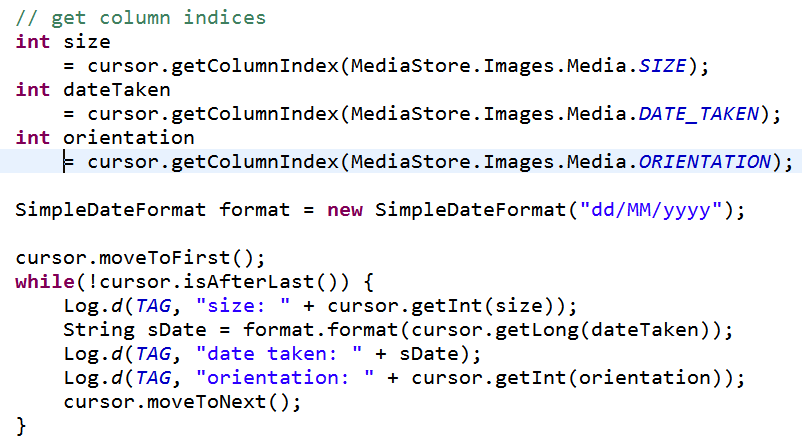 // get column indices
int size
    = cursor.getColumnIndex(MediaStore.Images.Media.SIZE);
int dateTaken
    = cursor.getColumnIndex(MediaStore.Images.Media.DATE_TAKEN);
int orientation
    = cursor.getColumnIndex(MediaStore.Images.Media.ORIENTATION);

SimpleDateFormat format = new SimpleDateFormat("dd/MM/yyyy");

cursor.moveToFirst();
while(!cursor.isAfterLast()) {
    Log.d(TAG, "size: " + cursor.getInt(size));
    String sDate = format.format(cursor.getLong(dateTaken));
    Log.d(TAG, "date taken: " + sDate);
    Log.d(TAG, "orientation: " + cursor.getInt(orientation));
    cursor.moveToNext();
}